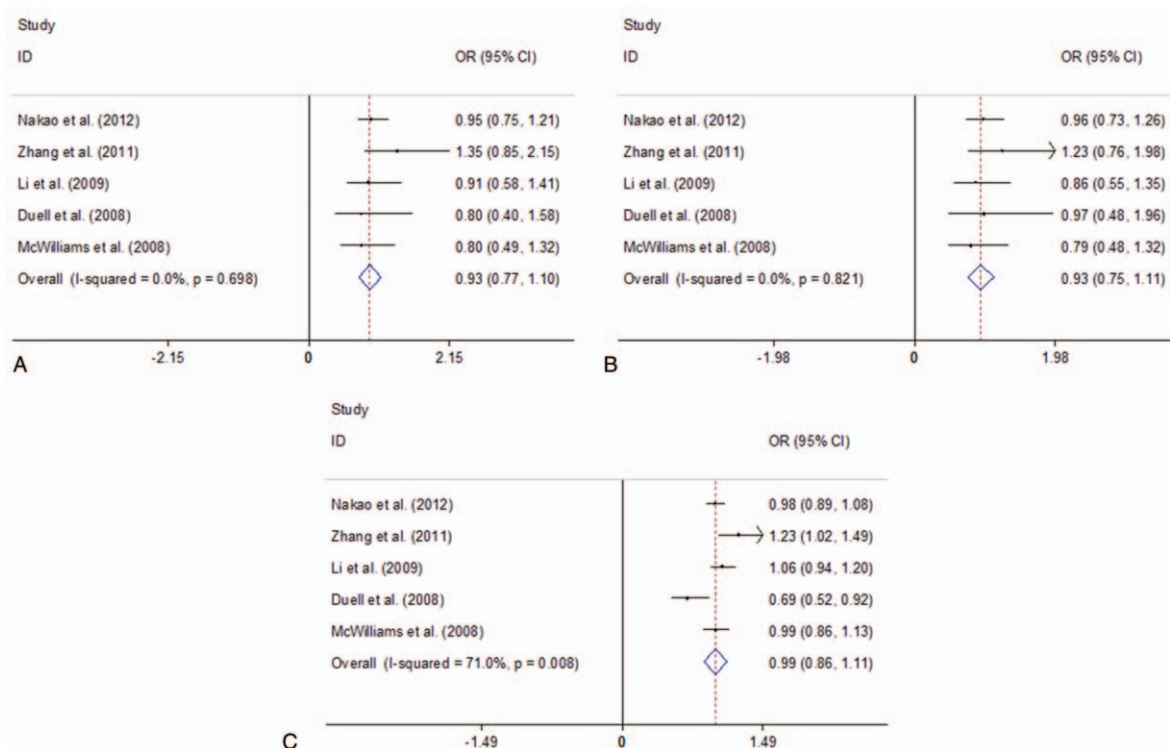 Study
ID OR (95% CI)
Nakao et al. (2012) 0.95 (0.75, 1.21)
Zhang et al. (2011) 1.35 (0.85, 2.15)
Li et al. (2009) 0.91 (0.58, 1.41)
Duell et al. (2008) 0.80 (0.40, 1.58)
McWilliams et al. (2008) 0.80 (0.49, 1.32)
Overall (I-squared = 0.0%, p = 0.698) 0.93 (0.77, 1.10)
-2.15 0 2.15
A
Study
ID OR (95% CI)
Nakao et al. (2012) 0.96 (0.73, 1.26)
Zhang et al. (2011) 1.23 (0.76, 1.98)
Li et al. (2009) 0.86 (0.55, 1.35)
Duell et al. (2008) 0.97 (0.48, 1.96)
McWilliams et al. (2008) 0.79 (0.48, 1.32)
Overall (I-squared = 0.0%, p = 0.821) 0.93 (0.75, 1.11)
-1.98 0 1.98
B
Study
ID OR (95% CI)
Nakao et al. (2012) 0.98 (0.89, 1.08)
Zhang et al. (2011) 1.23 (1.02, 1.49)
Li et al. (2009) 1.06 (0.94, 1.20)
Duell et al. (2008) 0.69 (0.52, 0.92)
McWilliams et al. (2008) 0.99 (0.86, 1.13)
Overall (I-squared = 71.0%, p = 0.008) 0.99 (0.86, 1.11)
-1.49 0 1.49
C